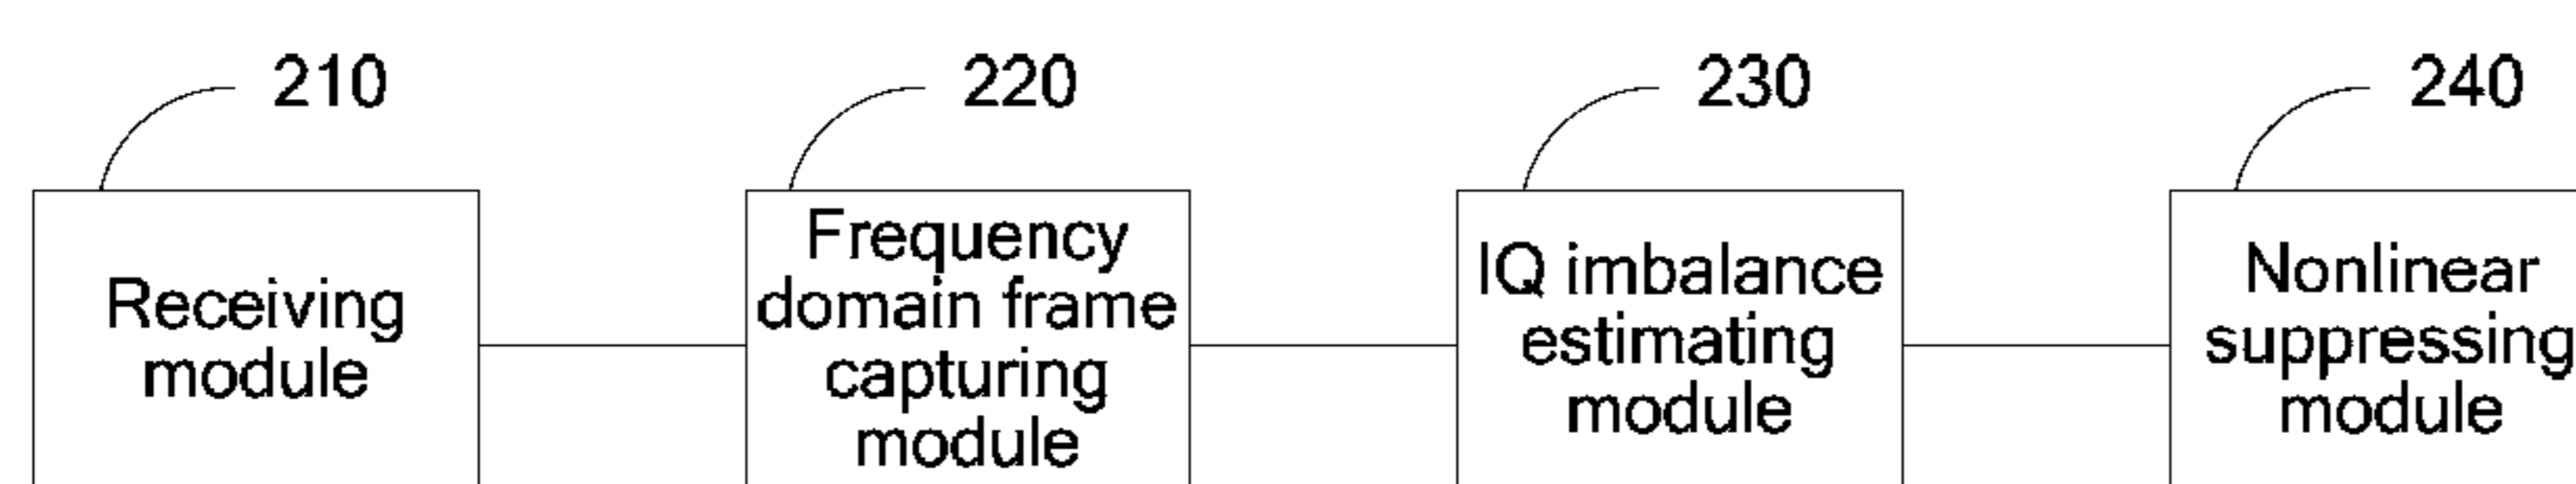 210
220
230
240
Receiving
module
Frequency
domain frame
capturing
module
IQ imbalance
estimating
module
Nonlinear
suppressing
module